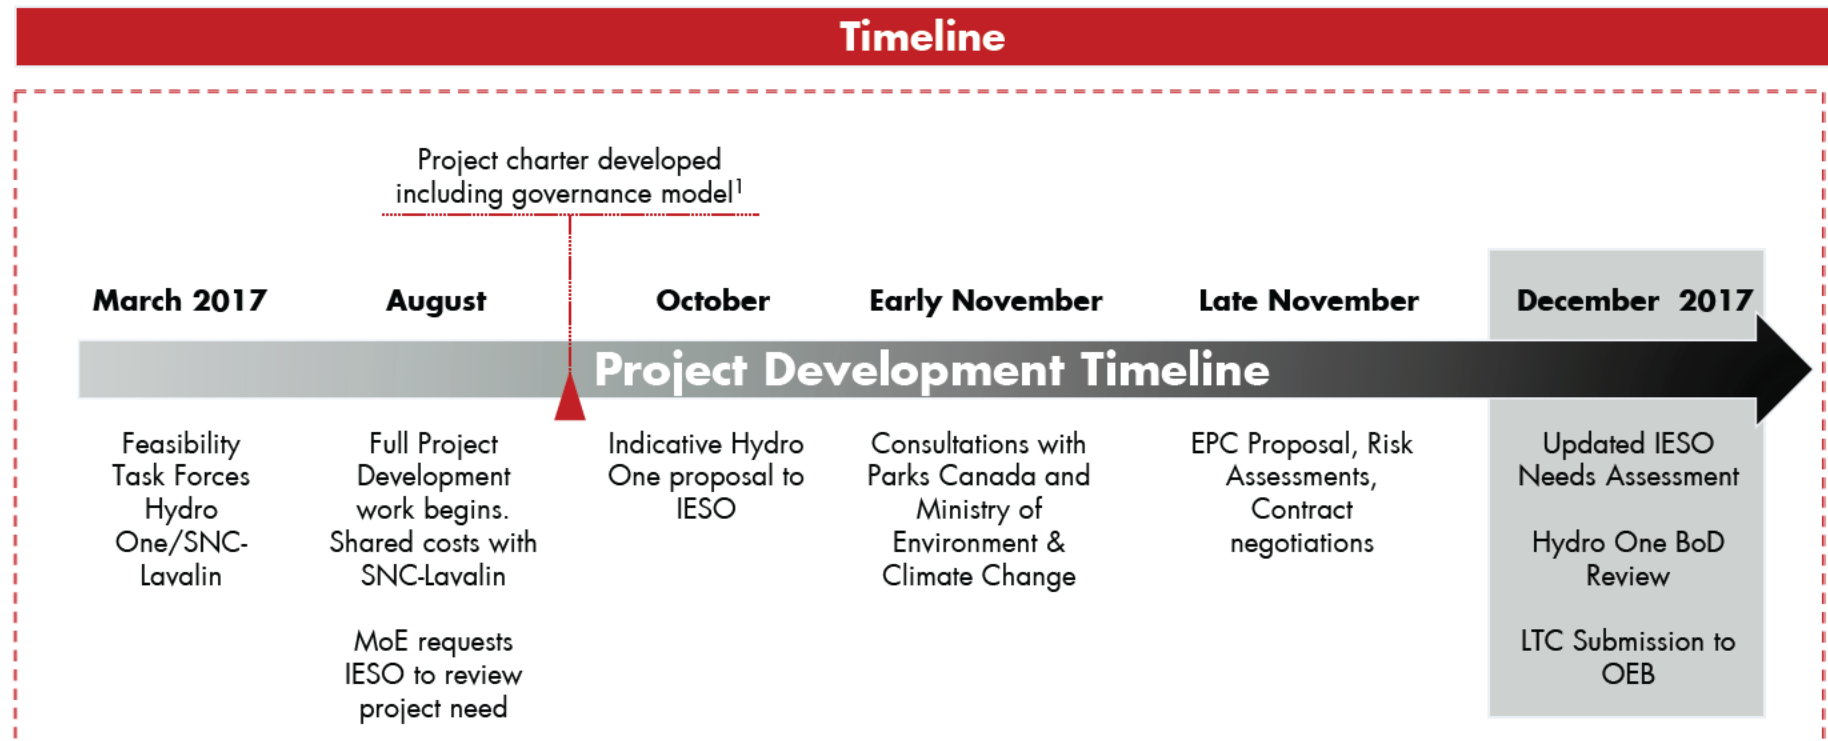 Timeline
Project charter developed
including governance model¹
March 2017
August
October
Early November
Late November
December 2017
Project Development Timeline
Feasibility
Task Forces
Hydro
One/SNC-
Lavalin
Full Project
Development
work begins.
Shared costs with
SNC-Lavalin
MoE requests
IESO to review
project need
Indicative Hydro
One proposal to
IESO
Consultations with
Parks Canada and
Ministry of
Environment &
Climate Change
EPC Proposal, Risk
Assessments,
Contract
negotiations
Updated IESO
Needs Assessment
Hydro One BoD
Review
LTC Submission to
OEB